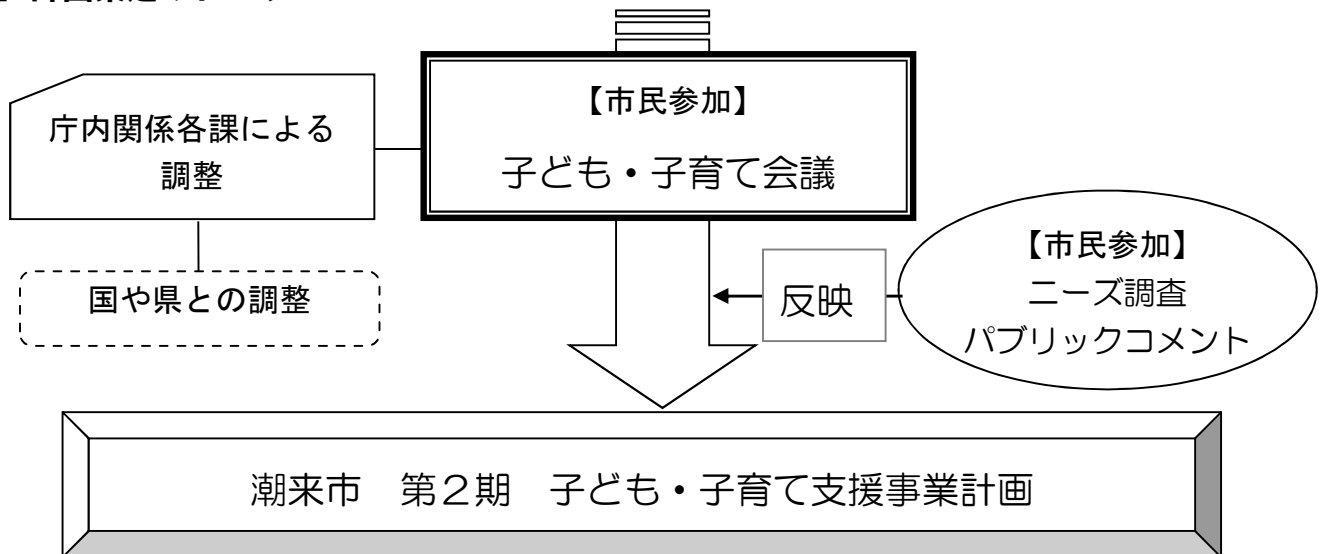 【市民参加】
子ども・子育て会議
庁内関係各課による
調整
国や県との調整
【市民参加】
ニーズ調査
パブリックコメント
反映
潮来市　第２期　子ども・子育て支援事業計画